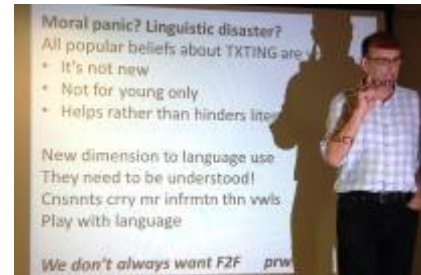 Moral panic? Linguistic disaster?
All popular beliefs about TXTING are
• It's not new
• Not for young only
• Helps rather than hinders
New dimension to language use
They need to be understood!
Cnsnnts crry mr infrmtn thn vwls
Play with language
We don't always want F2F prw